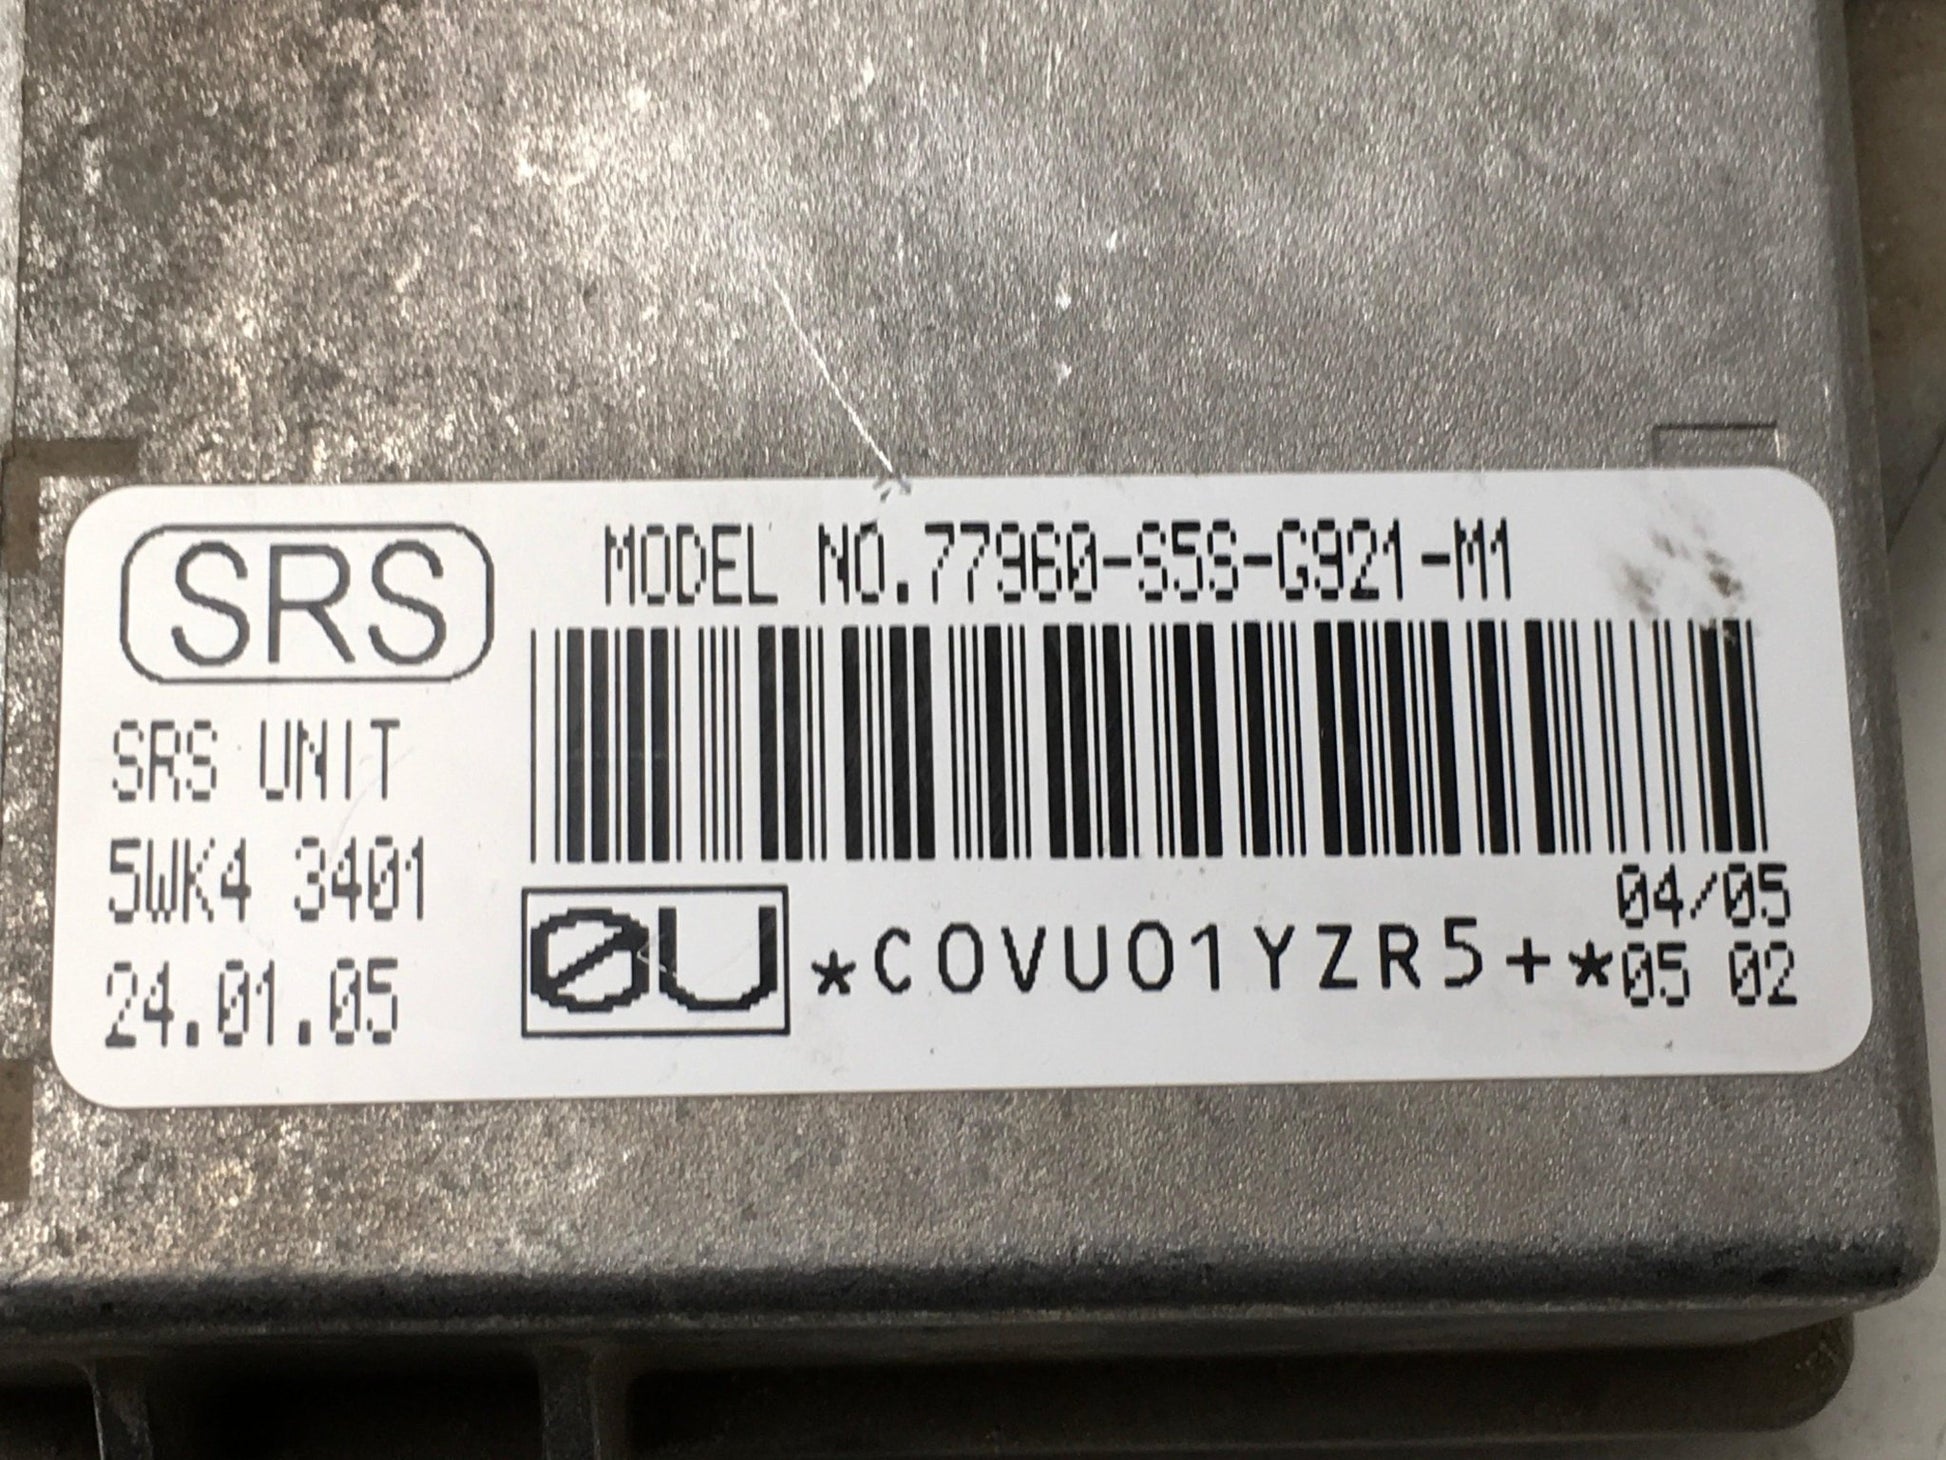 SRS
MODEL NO.77960-S5S-G921-M1
SRS UNIT
5WK4 3401
24.01.05
0U
*C0VU01YZR5+*
04/05
05 02